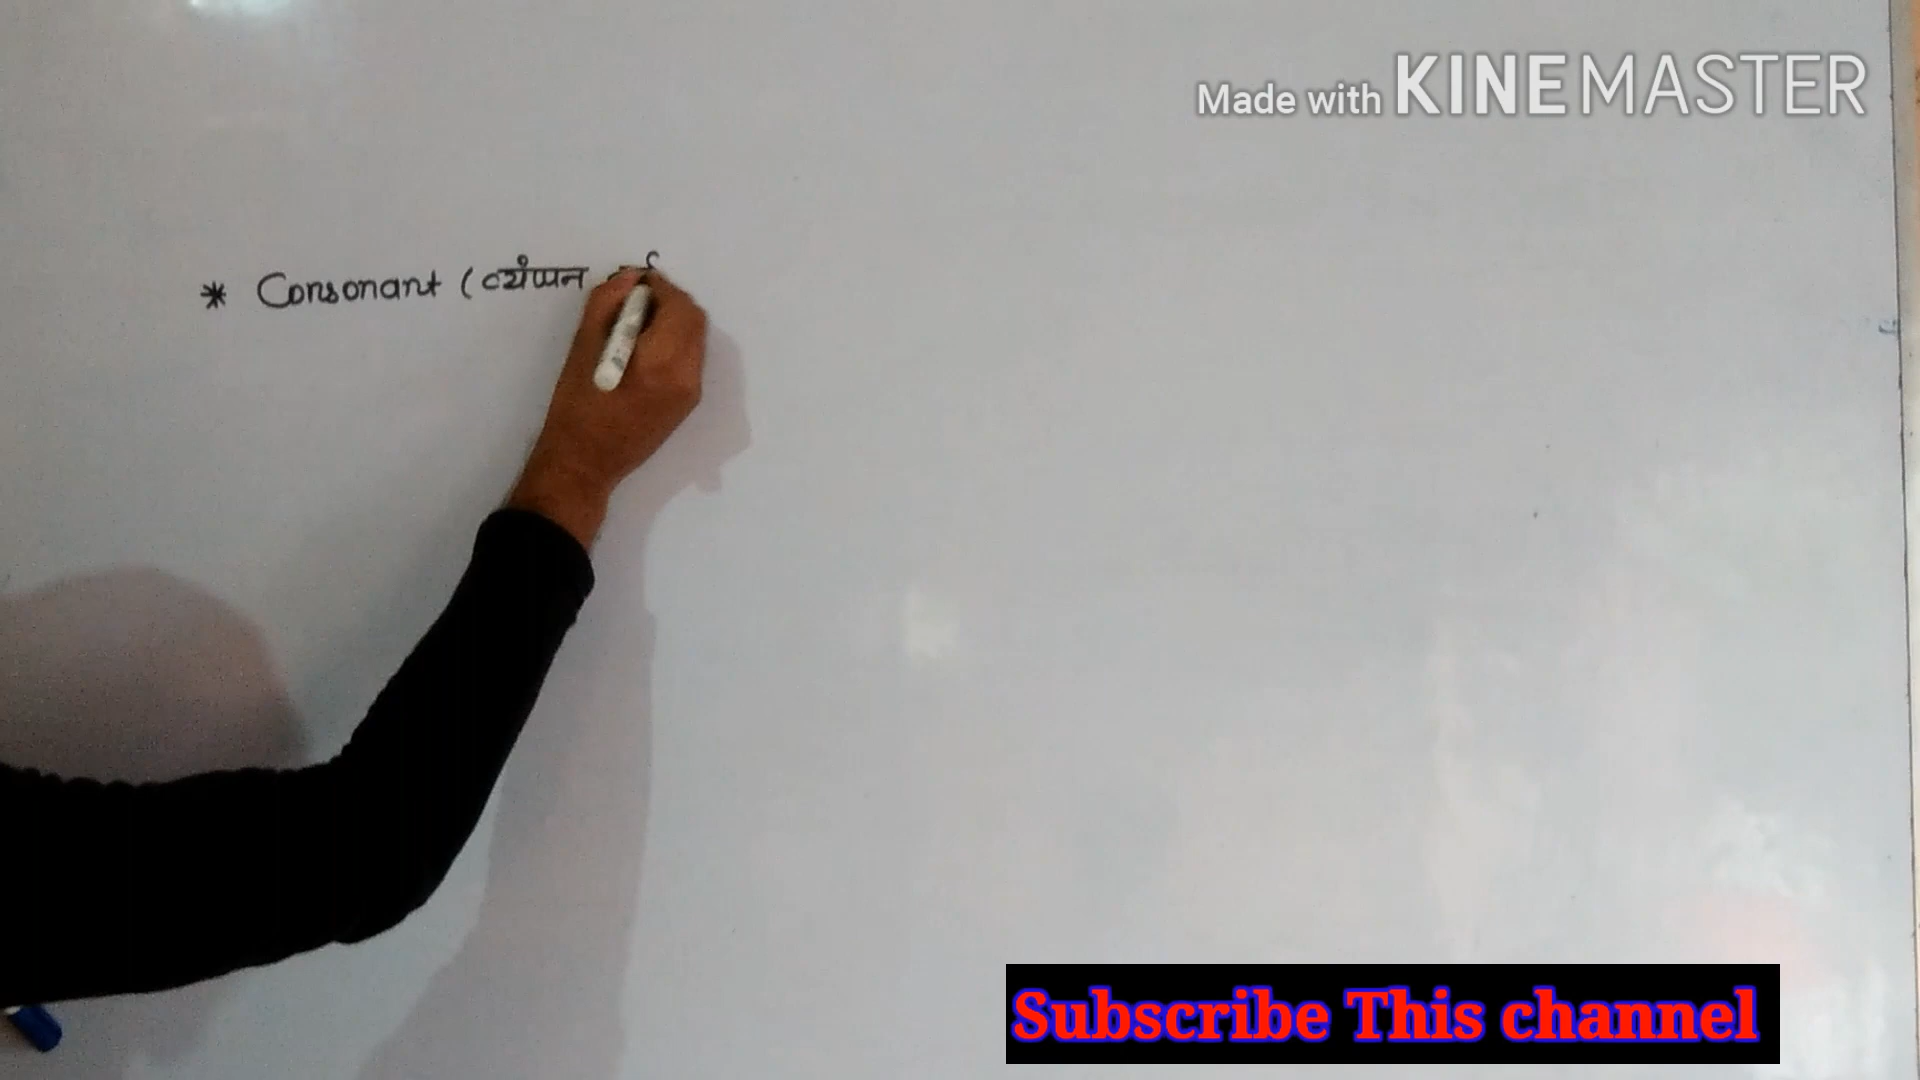 Made with KINEMASTER
* Consonant (व्यंजन
Subscribe This channel